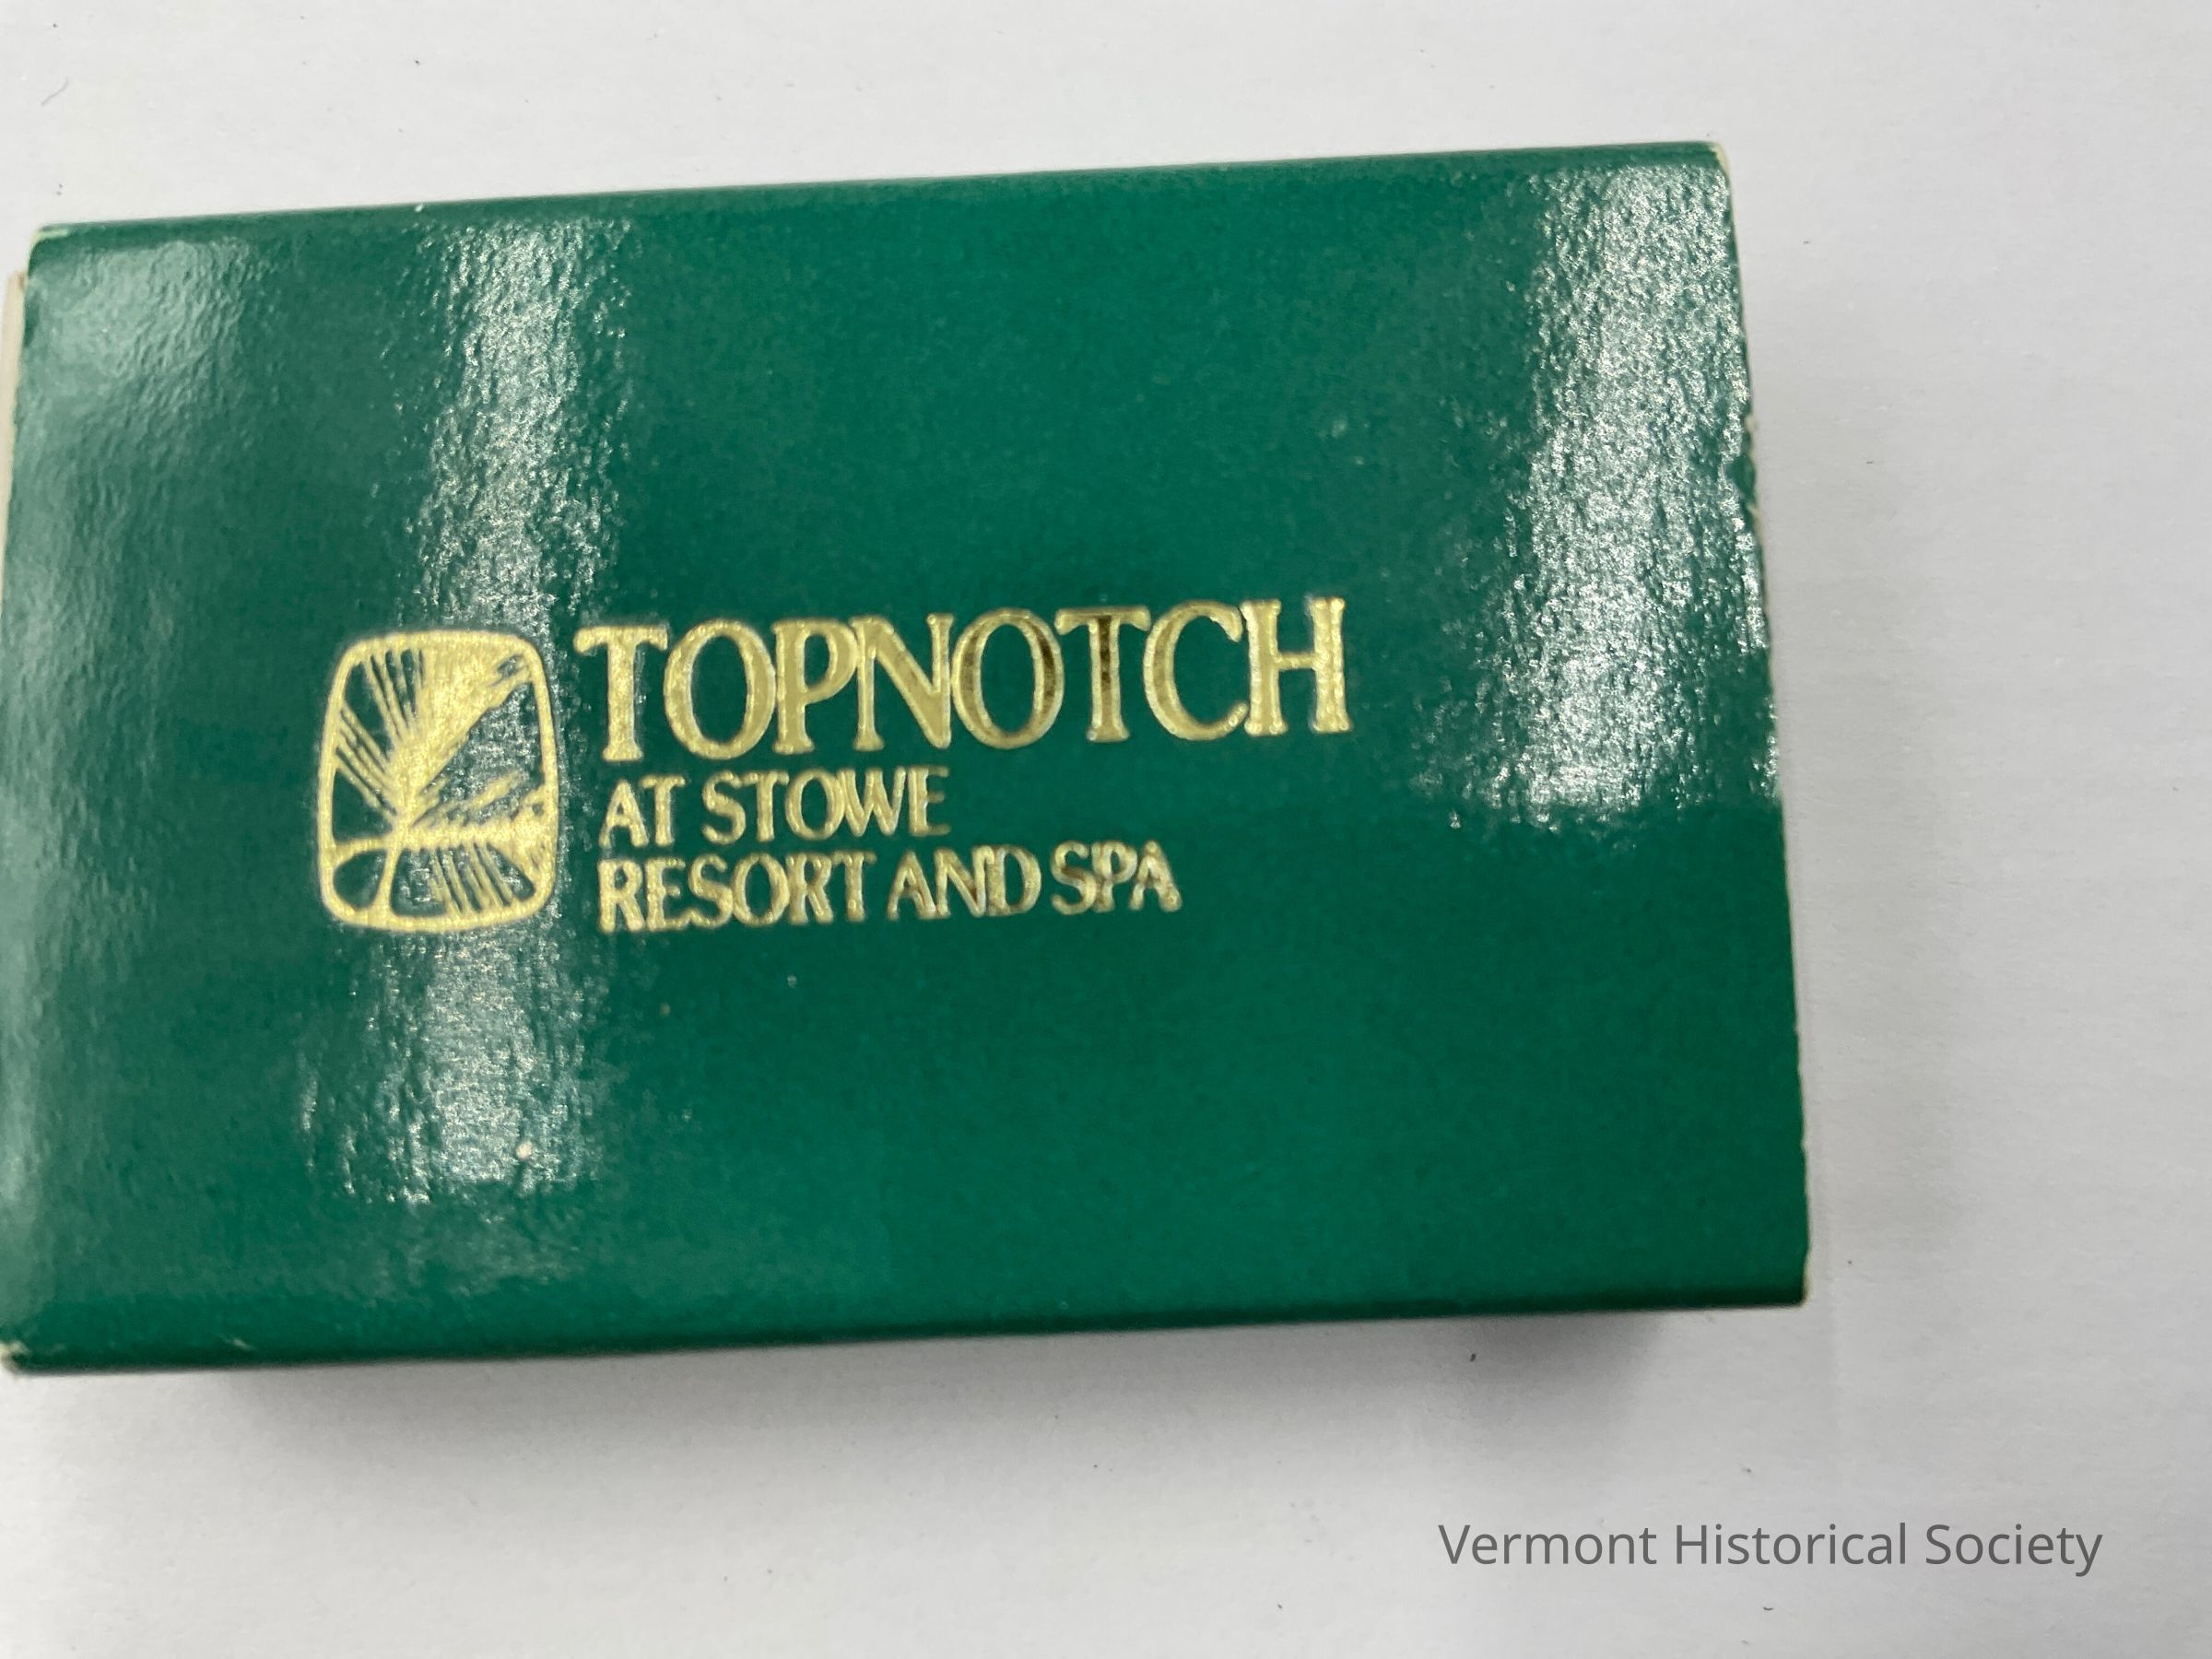 TOPNOTCH
AT STOWE
RESORT AND SPA
Vermont Historical Society